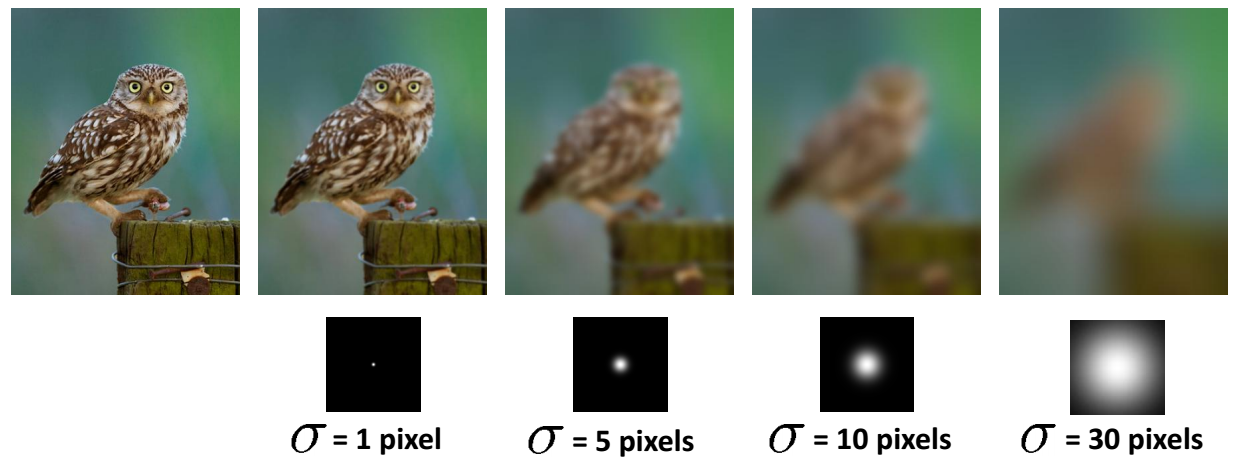 σ = 1 pixel
σ = 5 pixels
σ = 10 pixels
σ = 30 pixels